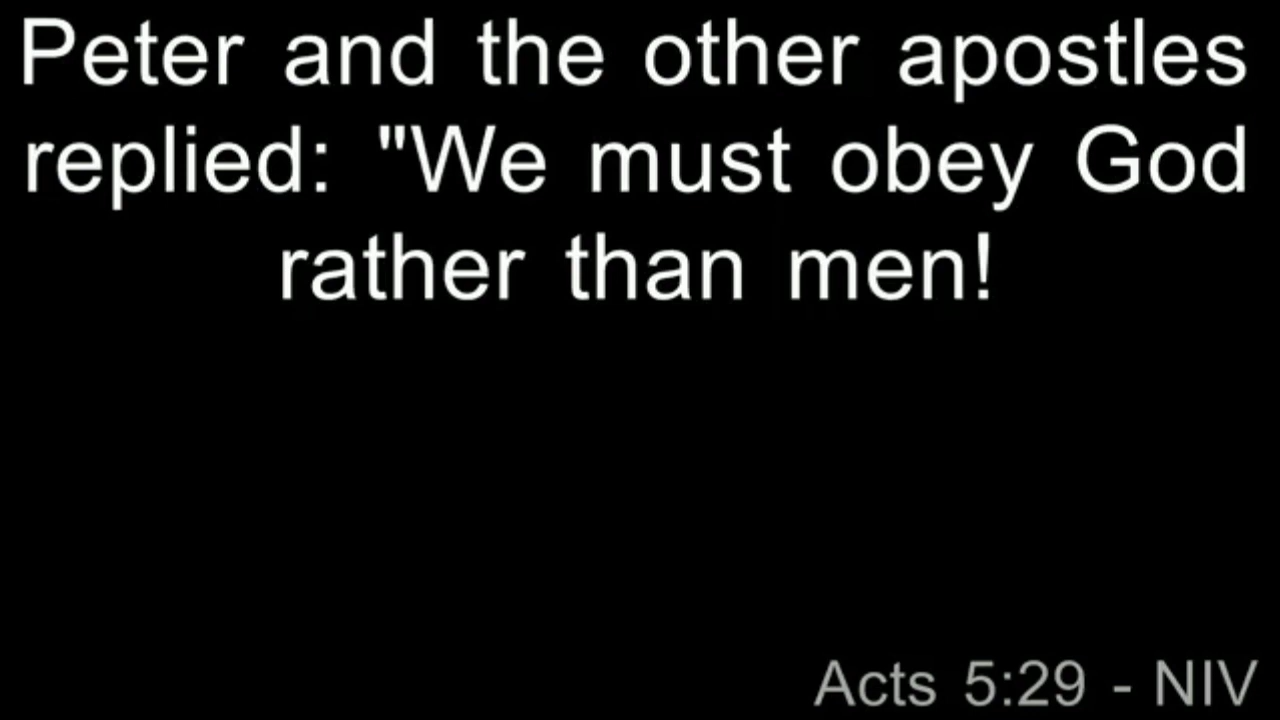 Peter and the other apostles
replied: "We must obey God
rather than men!
Acts 5:29 - NIV